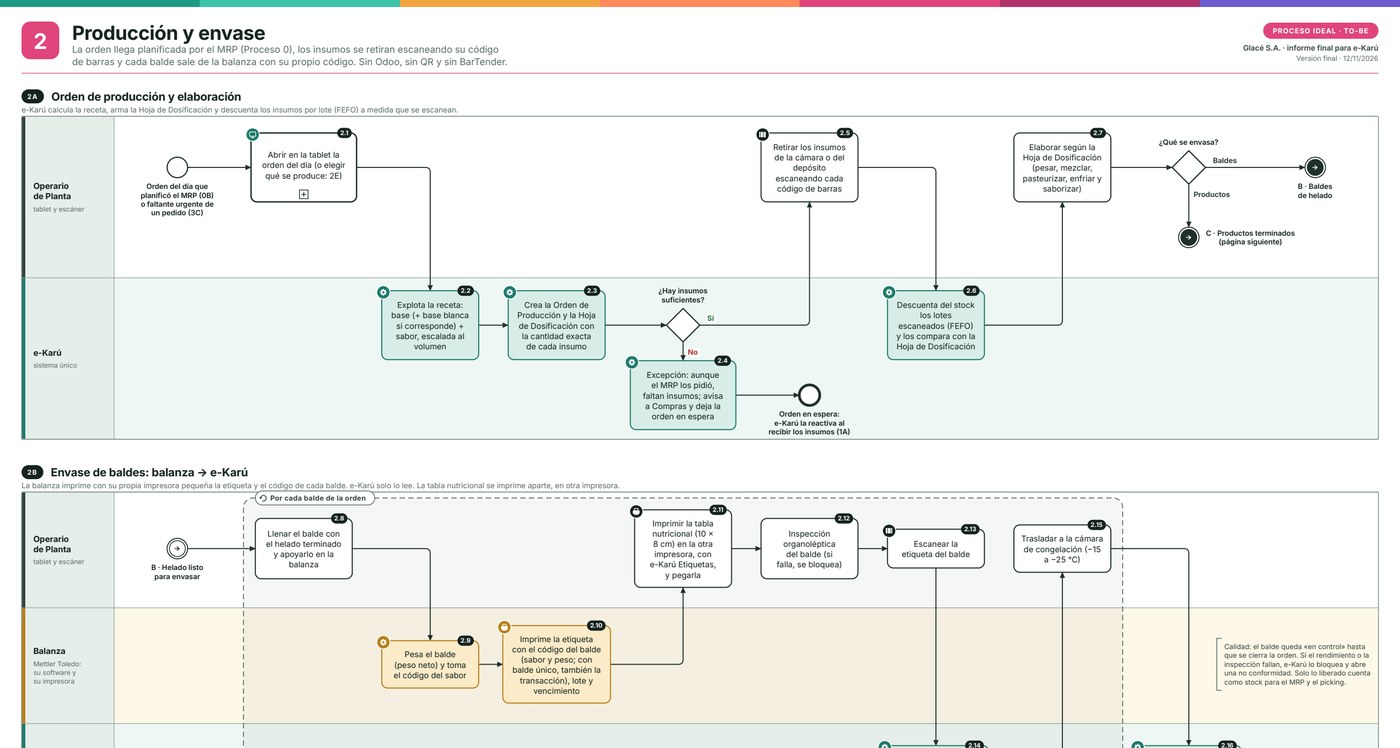 2
Producción y envase
La orden llega planificada por el MRP (Proceso 0), los insumos se retiran escaneando su código
de barras y cada balde sale de la balanza con su propio código. Sin Odoo, sin QR y sin BarTender.
PROCESO IDEAL · TO-BE
Glacé S.A. · informe final para e-Karú
Versión final · 12/11/2026
2A
Orden de producción y elaboración
e-Karú calcula la receta, arma la Hoja de Dosificación y descuenta los insumos por lote (FEFO) a medida que se escanean.
Operario
de Planta
tablet y escáner
Orden del día que
planificó el MRP (0B)
o faltante urgente de
un pedido (3C)
2.1
Abrir en la tablet la
orden del día (o elegir
qué se produce: 2E)
2.5
Retirar los insumos
de la cámara o del
depósito
escaneando cada
código de barras
2.7
Elaborar según la
Hoja de Dosificación
(pesar, mezclar,
pasteurizar, enfriar y
saborizar)
¿Qué se envasa?
Baldes
B · Baldes
de helado
Productos
C · Productos terminados
(página siguiente)
e-Karú
sistema único
2.2
Explota la receta:
base (+ base blanca
si corresponde) +
sabor, escalada al
volumen
2.3
Crea la Orden de
Producción y la Hoja
de Dosificación con
la cantidad exacta
de cada insumo
¿Hay insumos
suficientes?
Sí
No
2.4
Excepción: aunque
el MRP los pidió,
faltan insumos; avisa
a Compras y deja la
orden en espera
Orden en espera:
e-Karú la reactiva al
recibir los insumos (1A)
2.6
Descuenta del stock
los lotes
escaneados (FEFO)
y los compara con la
Hoja de Dosificación
2B
Envase de baldes: balanza → e-Karú
La balanza imprime con su propia impresora pequeña la etiqueta y el código de cada balde. e-Karú solo lo lee. La tabla nutricional se imprime aparte, en otra impresora.
Por cada balde de la orden
Operario
de Planta
tablet y escáner
B · Helado listo
para envasar
2.8
Llenar el balde con
el helado terminado
y apoyarlo en la
balanza
2.11
Imprimir la tabla
nutricional (10 ×
8 cm) en la otra
impresora, con
e-Karú Etiquetas,
y pegarla
2.12
Inspección
organoléptica
del balde (si
falla, se bloquea)
2.13
Escanear la
etiqueta del balde
2.15
Trasladar a la cámara
de congelación (−15
a −25 °C)
Balanza
Mettler Toledo:
su software y
su impresora
2.9
Pesa el balde
(peso neto) y toma
el código del sabor
2.10
Imprime la etiqueta
con el código del balde
(sabor y peso; con
balde único, también la
transacción), lote y
vencimiento
Calidad: el balde queda «en control» hasta
que se cierra la orden. Si el rendimiento o la
inspección fallan, e-Karú lo bloquea y abre
una no conformidad. Solo lo liberado cuenta
como stock para el MRP y el picking.
2.14
2.16